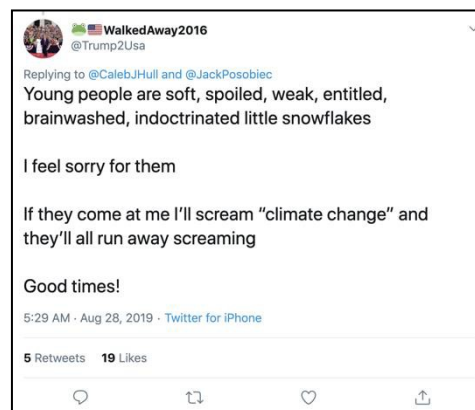 🐸🇺🇸WalkedAway2016
@Trump2Usa
Replying to @CalebJHull and @JackPosobiec
Young people are soft, spoiled, weak, entitled,
brainwashed, indoctrinated little snowflakes
I feel sorry for them
If they come at me I'll scream “climate change” and
they'll all run away screaming
Good times!
5:29 AM · Aug 28, 2019 · Twitter for iPhone
5 Retweets 19 Likes